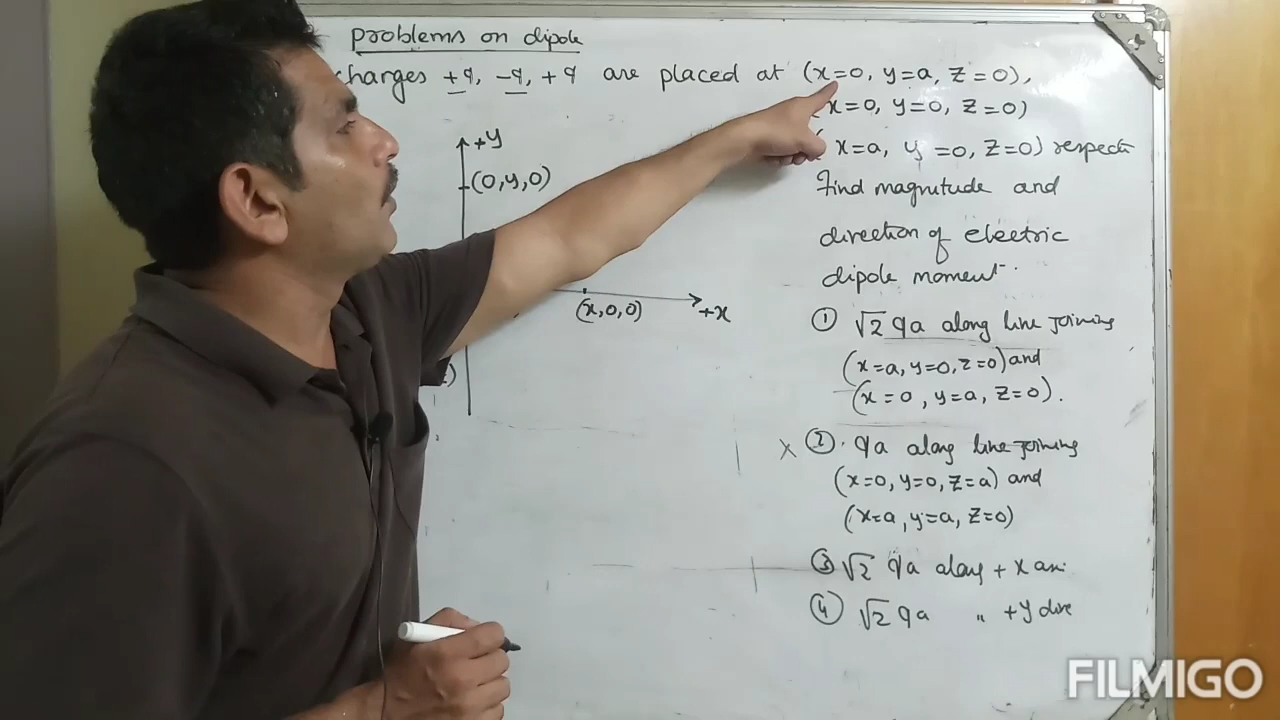 problems on dipole
charges +q, -q, +q are placed at (x=0, y=a, z=0),
(x=0, y=0, z=0)
(x=a, y=0, z=0) respecti
Find magnitude and
direction of electric
dipole moment.
① √2 qa along line joining
(x=a, y=0, z=0) and
(x=0, y=a, z=0).
X ②. qa along line joining
(x=0, y=0, z=a) and
(x=a, y=a, z=0)
③ √2 qa along +x axi
④ √2 qa " +y dire
+y
(0,y,0)
(x,0,0)
+x
FILMIGO